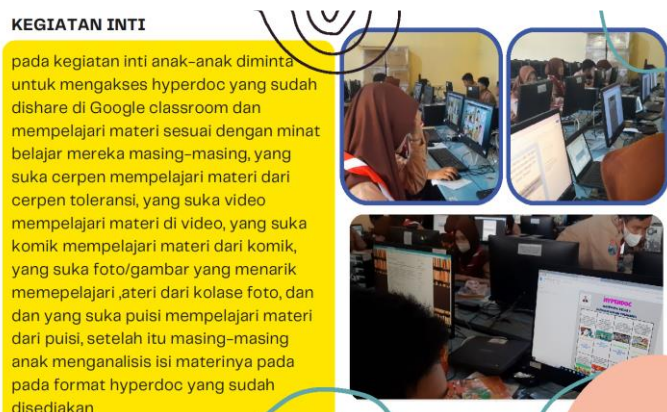 KEGIATAN INTI
pada kegiatan inti anak-anak diminta
untuk mengakses hyperdoc yang sudah
dishare di Google classroom dan
mempelajari materi sesuai dengan minat
belajar mereka masing-masing, yang
suka cerpen mempelajari materi dari
cerpen toleransi, yang suka video
mempelajari materi di video, yang suka
komik mempelajari materi dari komik,
yang suka foto/gambar yang menarik
memepelajari ,ateri dari kolase foto, dan
dan yang suka puisi mempelajari materi
dari puisi, setelah itu masing-masing
anak menganalisis isi materinya pada
pada format hyperdoc yang sudah
disediakan
HYPERDOC